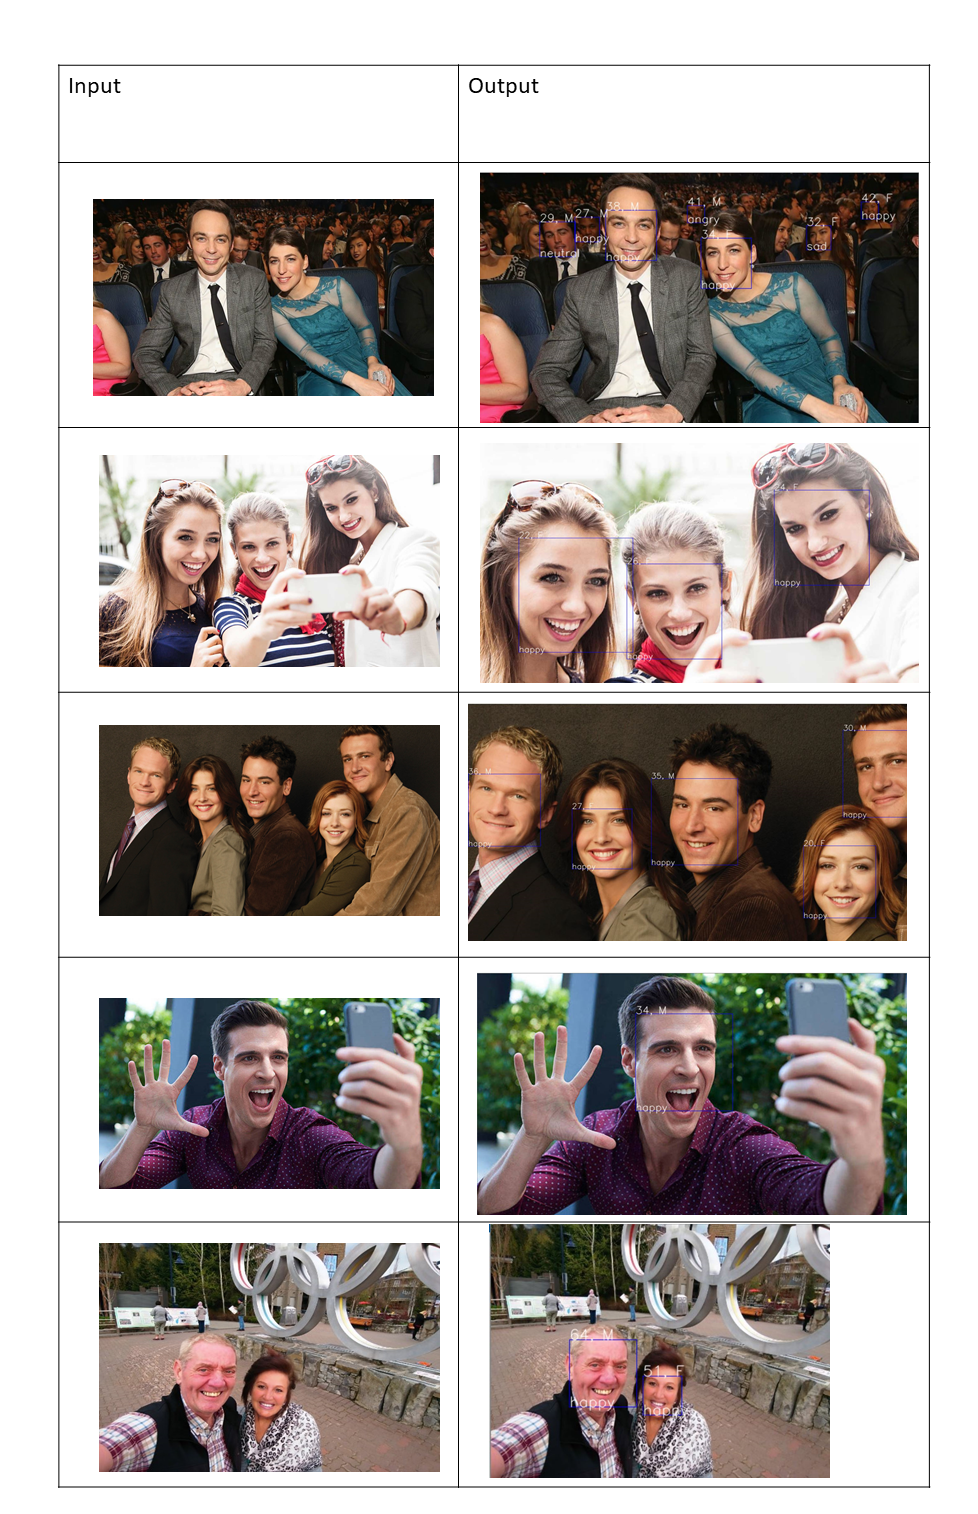 Input
Output
29, M
27, M
38, M
41, M
32, F
42, F
neutral
happy
happy
angry
34, F
happy
sad
happy
22, F
26, F
24, F
happy
happy
happy
36, M
27, F
35, M
30, M
20, F
happy
happy
happy
happy
happy
34, M
happy
64, M
51, F
happy
happy